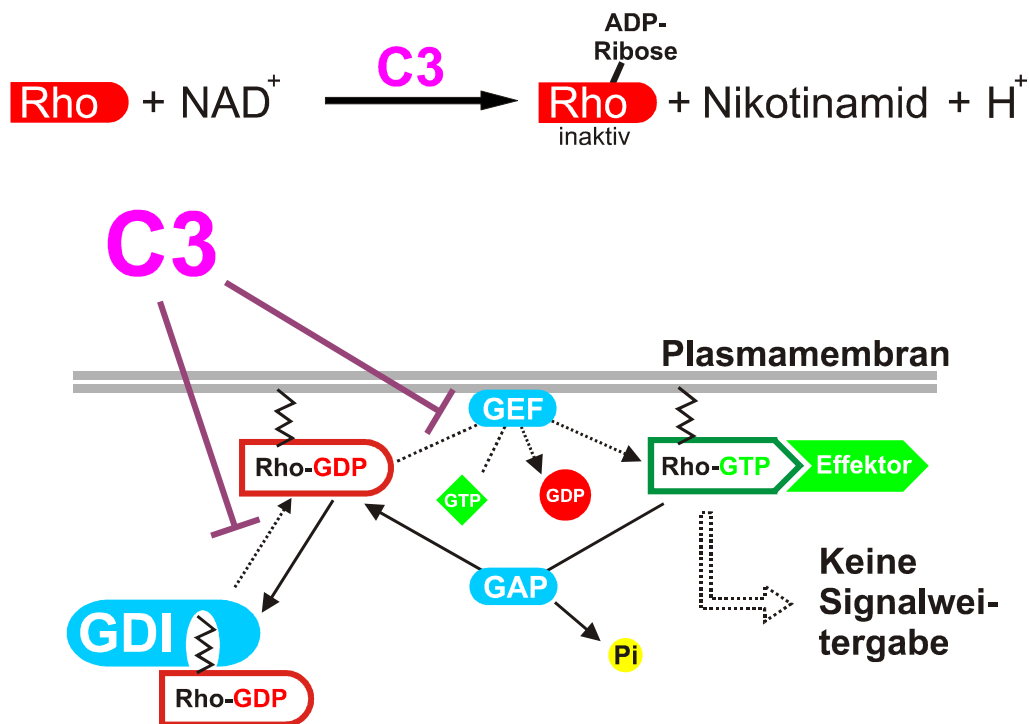 ADP-
Ribose
C3
Rho + NAD+
Rho + Nikotinamid + H+
inaktiv
C3
Plasmamembran
GEF
Rho-GDP
Rho-GTP
Effektor
GTP
GDP
GAP
Keine
Signalwei-
tergabe
GDI
Pi
Rho-GDP